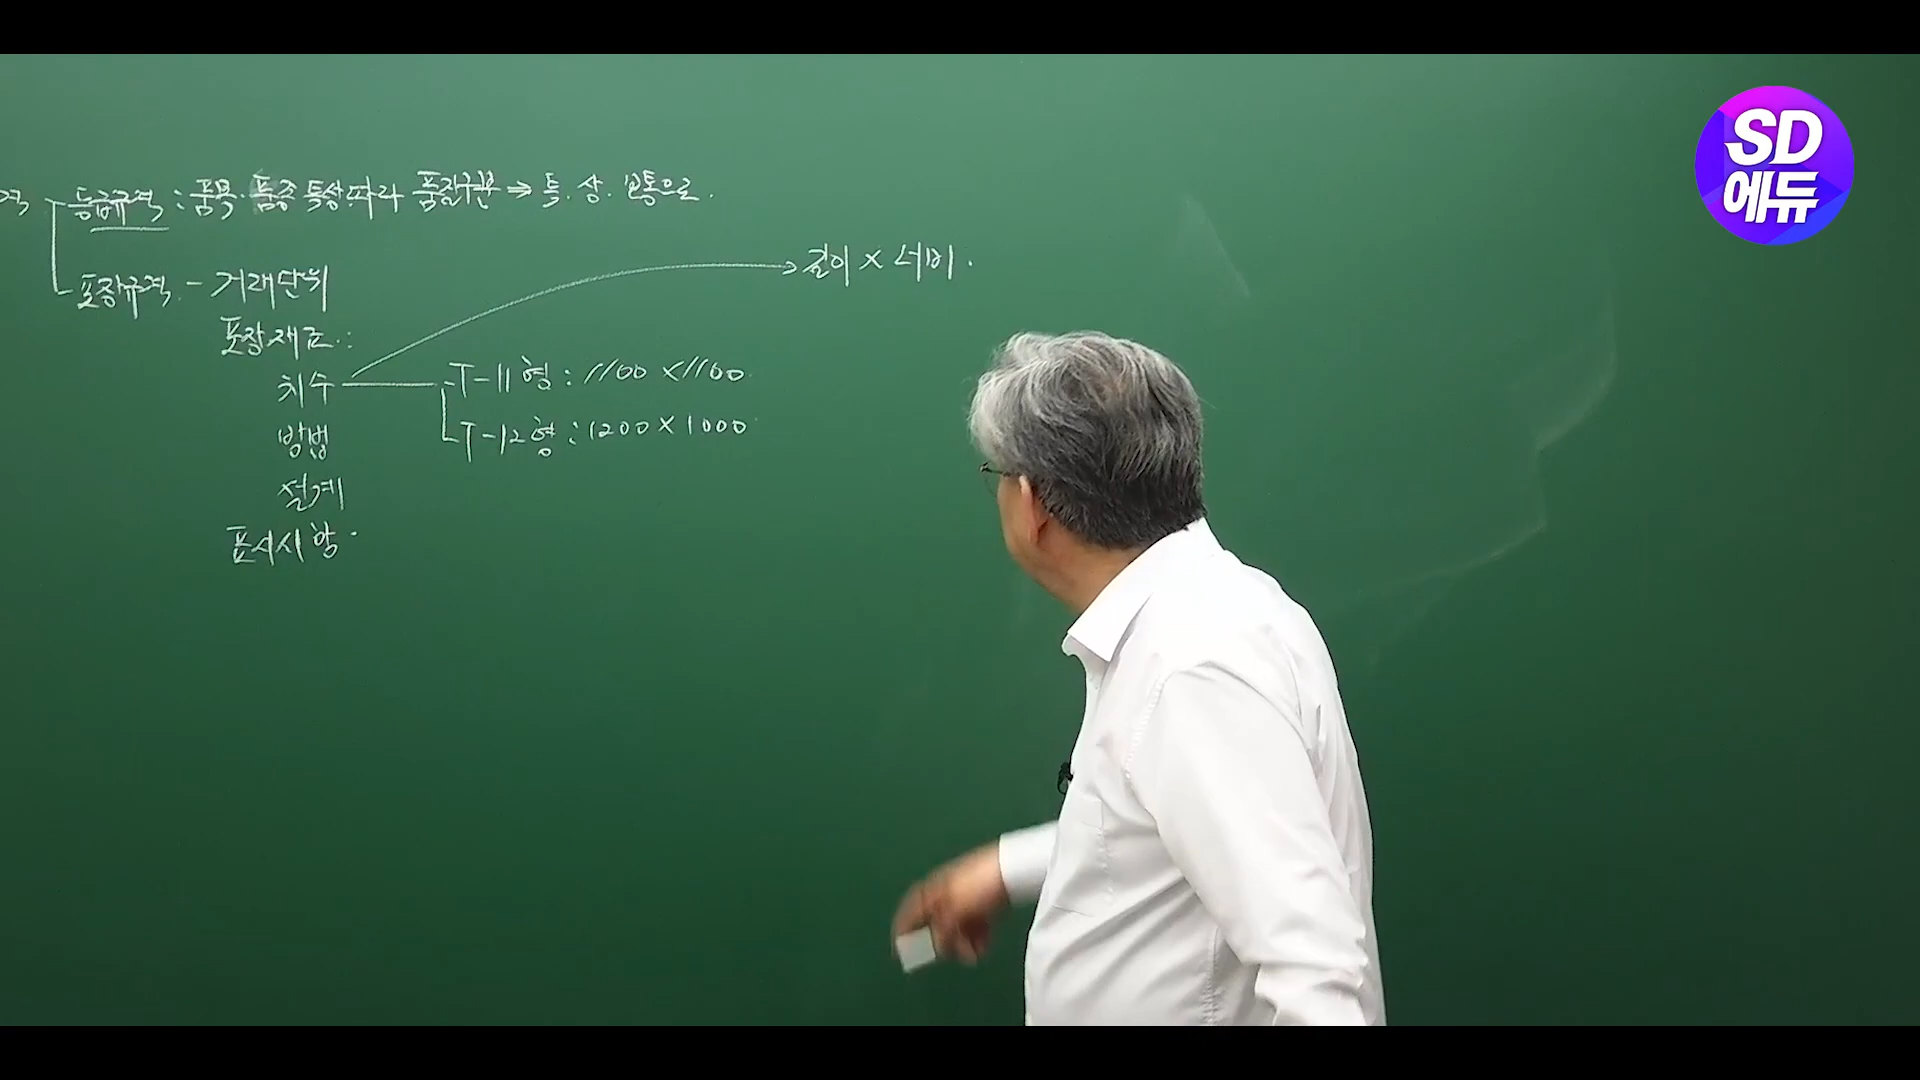 격 등급규격 : 품목·품종 특성 따라 품질구분 ⇒ 특. 상. 보통으로.
포장규격 - 거래단위
길이 × 너비.
포장재료 :
치수 T-11형 : 1100 × 1100
방법 T-12형 : 1200 × 1000
설계
표시사항.
SD
에듀